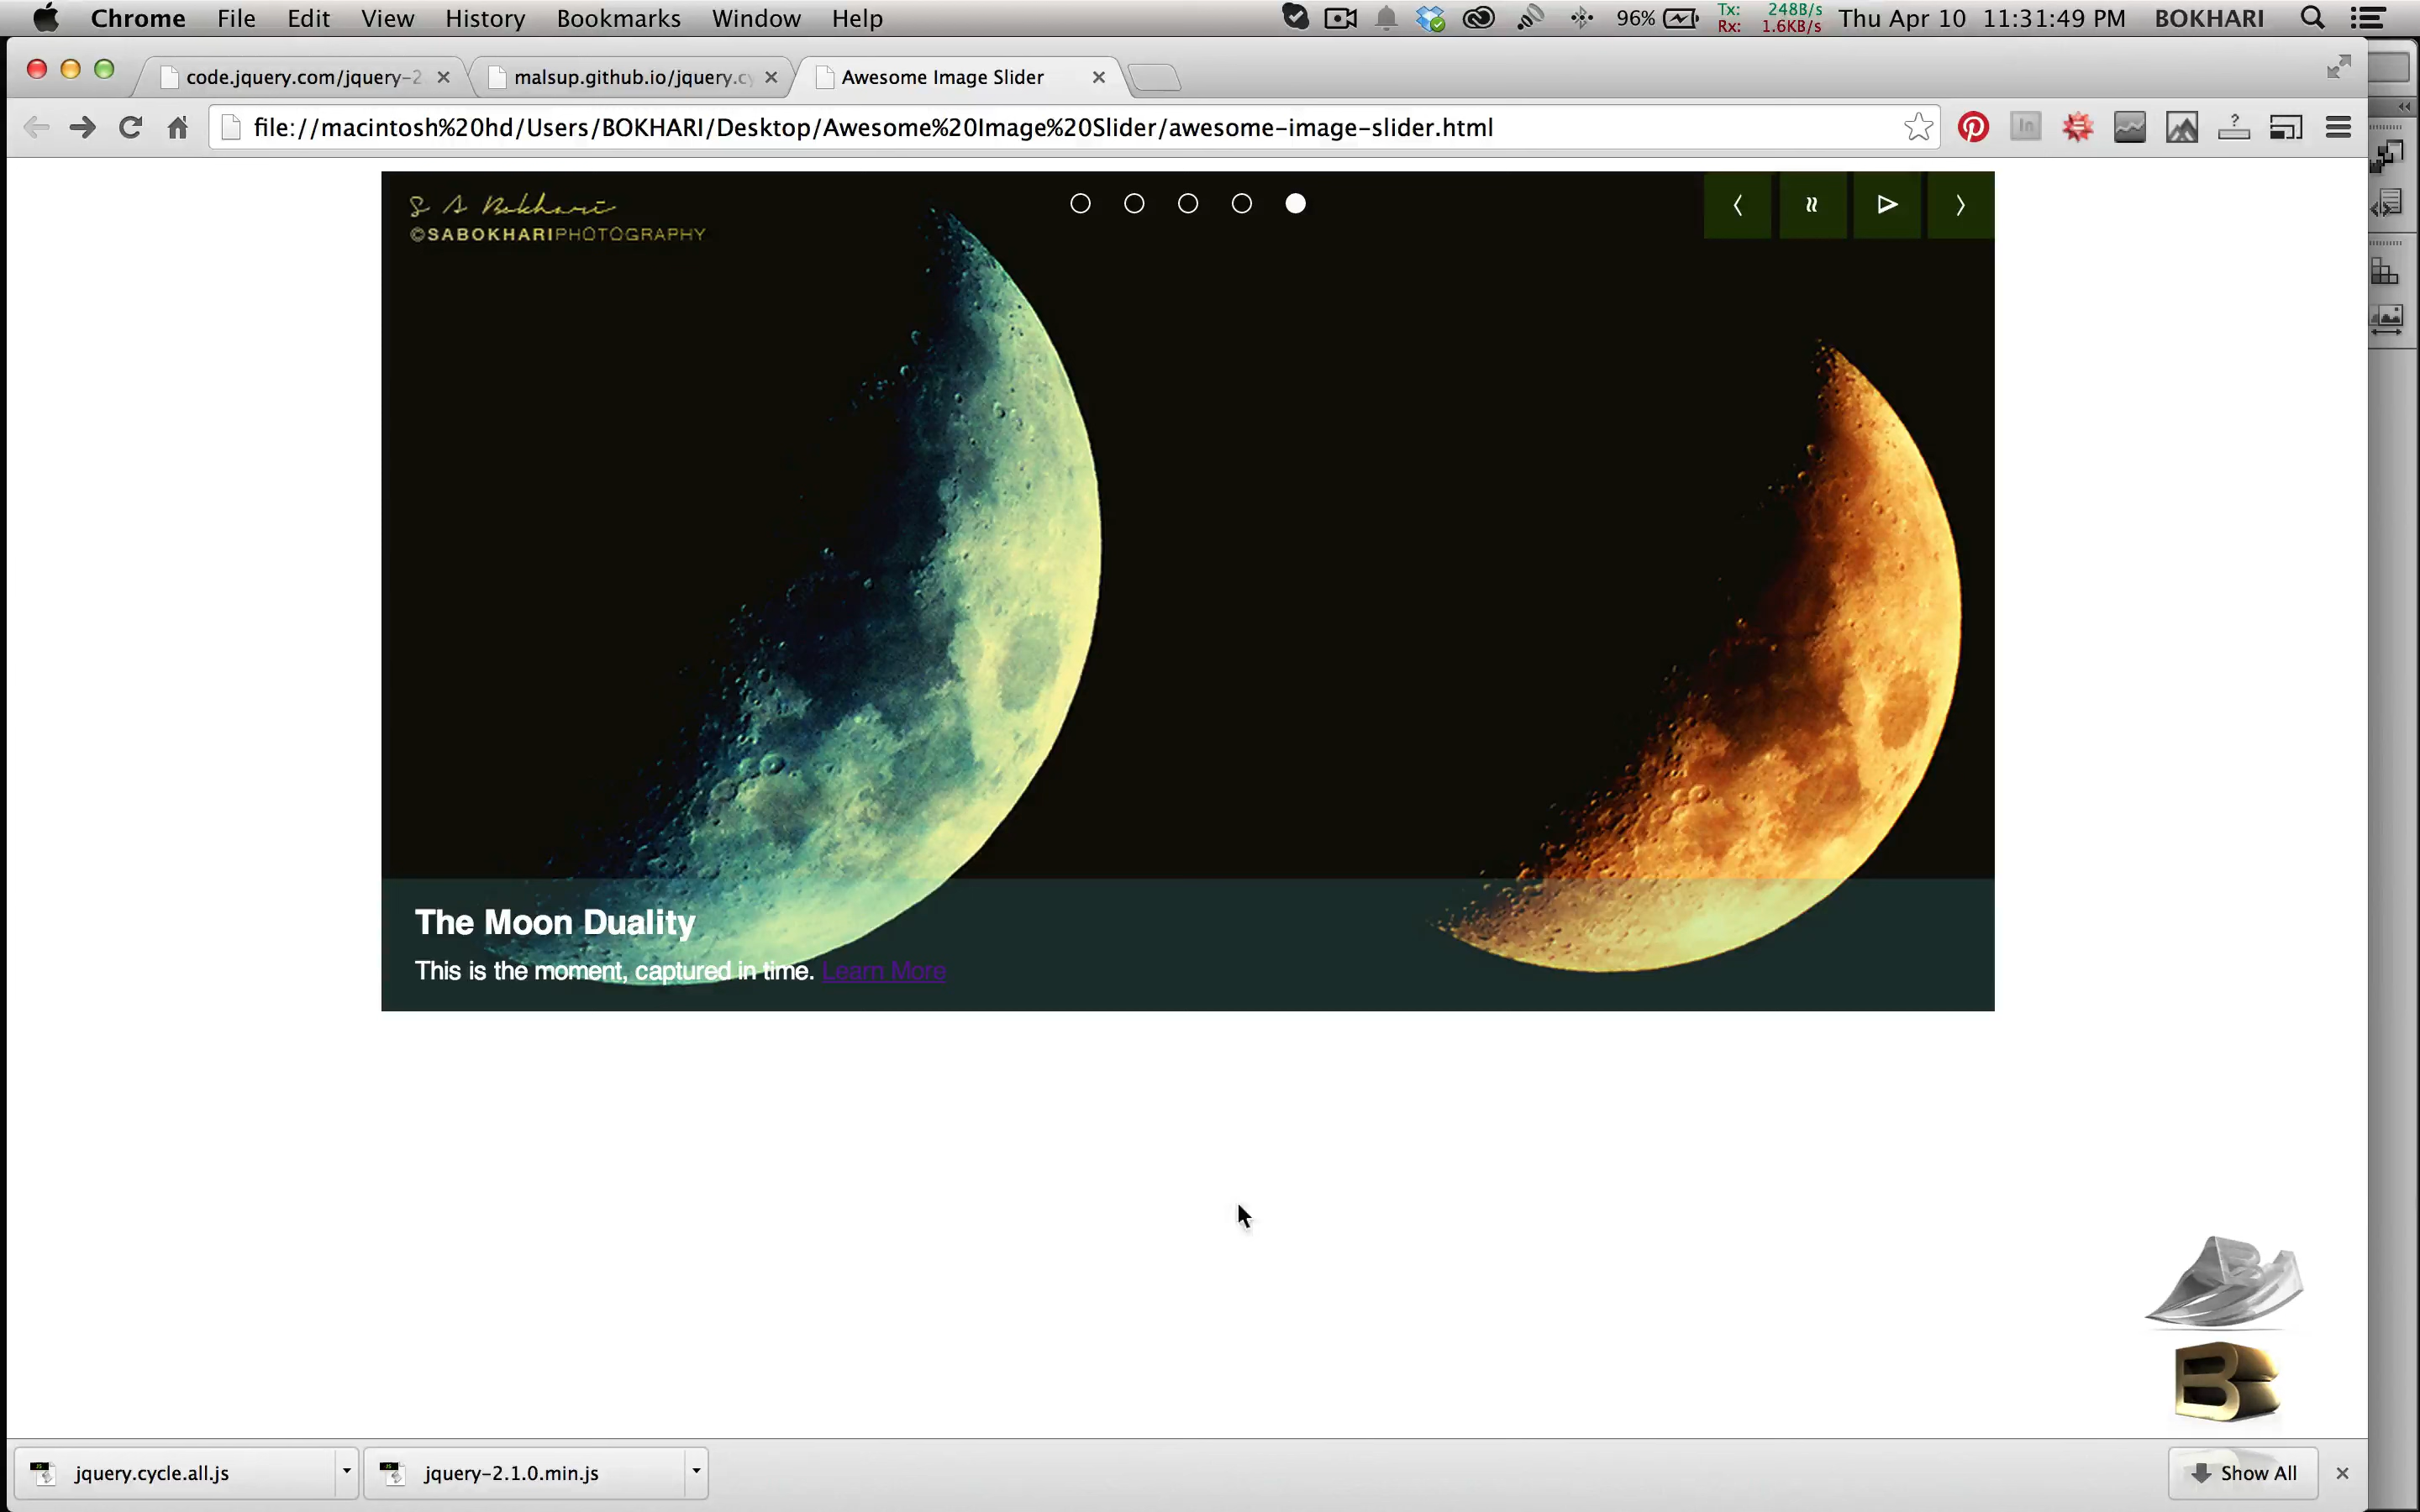 Chrome File Edit View History Bookmarks Window Help 96% Tx: 248B/s Rx: 1.6KB/s Thu Apr 10 11:31:49 PM BOKHARI
code.jquery.com/jquery-2 malsup.github.io/jquery.cy Awesome Image Slider
file://macintosh%20hd/Users/BOKHARI/Desktop/Awesome%20Image%20Slider/awesome-image-slider.html
S A Bokhari
©SABOKHARIPHOTOGRAPHY
The Moon Duality
This is the moment, captured in time. Learn More
B
jquery.cycle.all.js jquery-2.1.0.min.js Show All